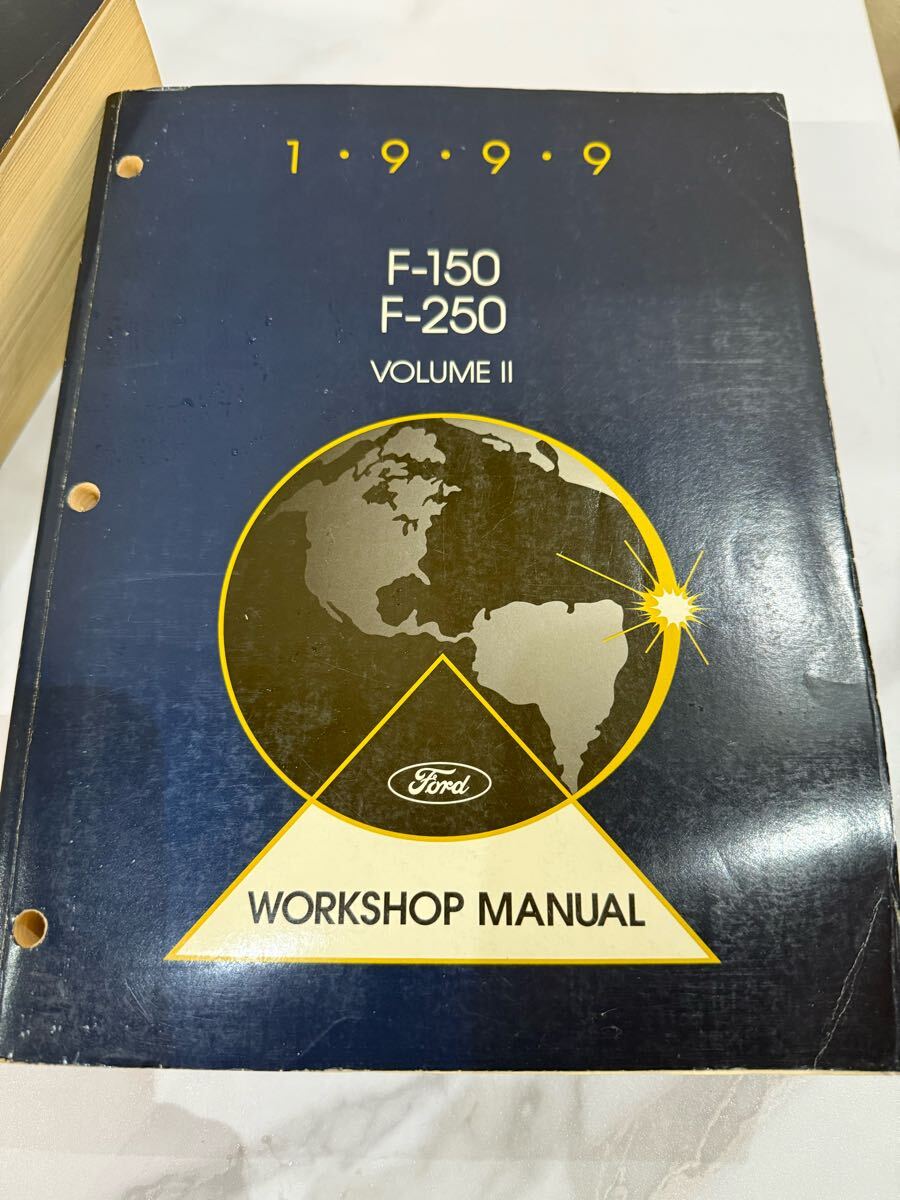 1·9·9·9
F-150
F-250
VOLUME II
Ford
WORKSHOP MANUAL